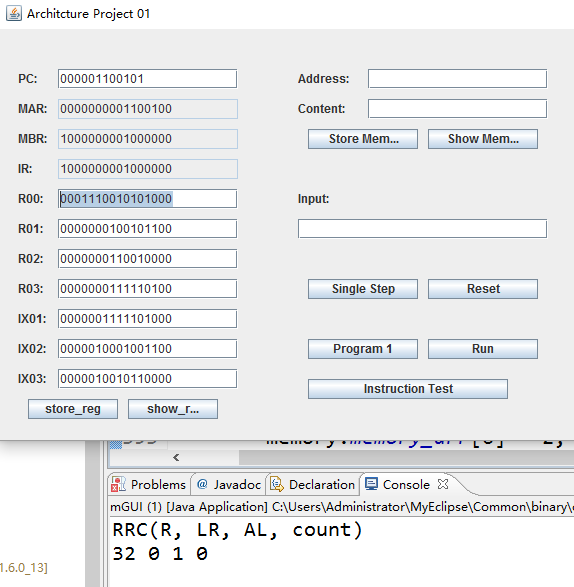 Architcture Project 01
PC: 000001100101
Address:
MAR: 0000000001100100
Content:
MBR: 1000000001000000
Store Mem... Show Mem...
IR: 1000000001000000
R00: 0001110010101000
Input:
R01: 0000000100101100
R02: 0000000110010000
R03: 0000000111110100
Single Step Reset
IX01: 0000001111101000
IX02: 0000010001001100
Program 1 Run
IX03: 0000010010110000
Instruction Test
store_reg show_r...
Problems @ Javadoc Declaration Console
mGUI (1) [Java Application] C:\Users\Administrator\MyEclipse\Common\binary\
RRC(R, LR, AL, count)
32 0 1 0
1.6.0_13]